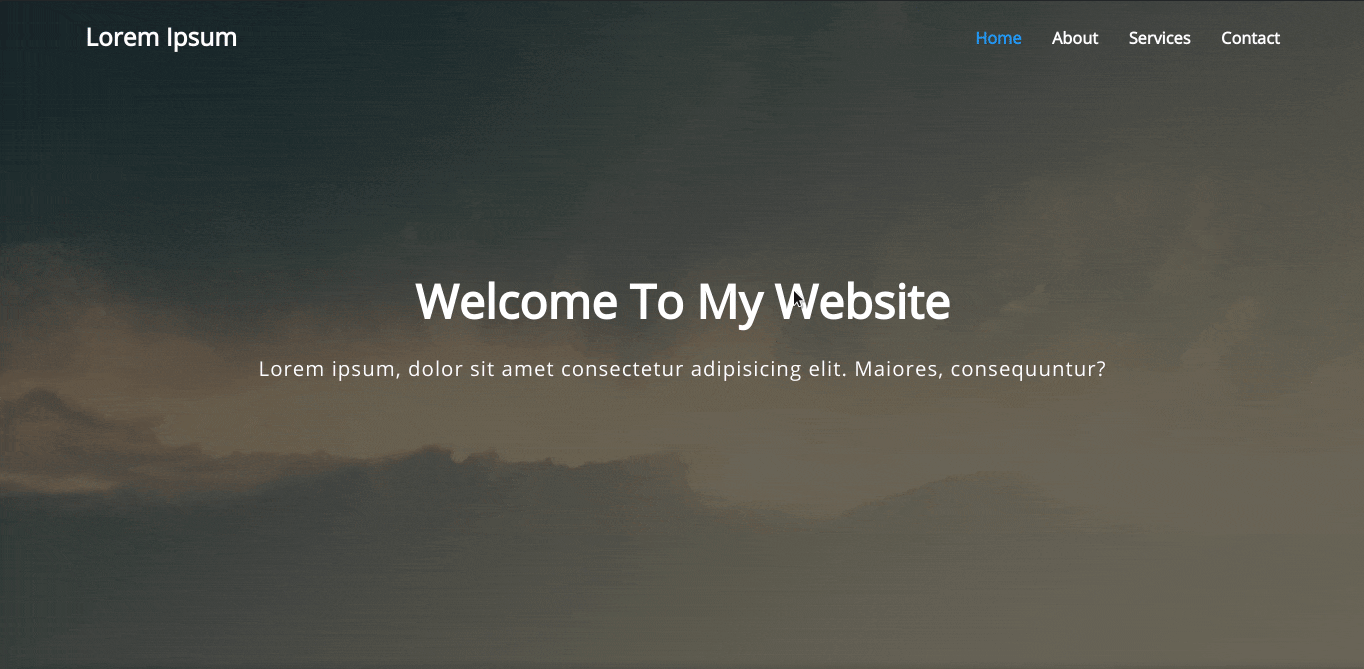 Lorem Ipsum
Home About Services Contact
Welcome To My Website
Lorem ipsum, dolor sit amet consectetur adipisicing elit. Maiores, consequuntur?